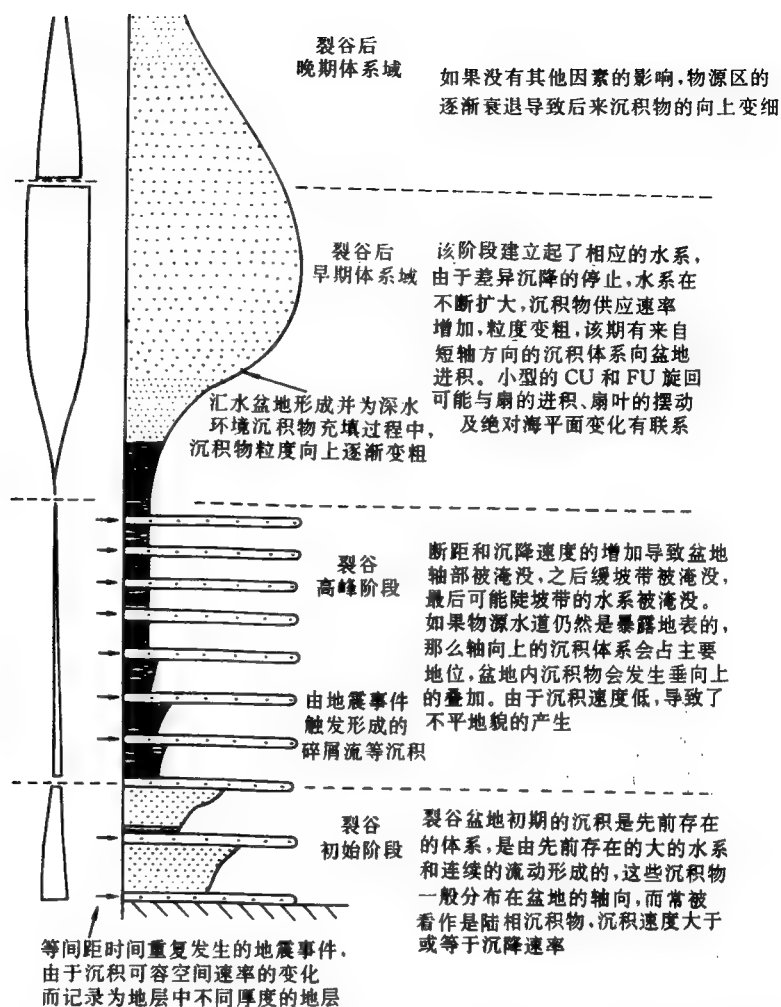 裂谷后
晚期体系域
如果没有其他因素的影响,物源区的
逐渐衰退导致后来沉积物的向上变细
裂谷后
早期体系域
该阶段建立起了相应的水系,
由于差异沉降的停止,水系在
不断扩大,沉积物供应速率
增加,粒度变粗,该期有来自
短轴方向的沉积体系向盆地
进积。小型的 CU 和 FU 旋回
可能与扇的进积、扇叶的摆动
及绝对海平面变化有联系
汇水盆地形成并为深水
环境沉积物充填过程中,
沉积物粒度向上逐渐变粗
裂谷
高峰阶段
断距和沉降速度的增加导致盆地
轴部被淹没,之后缓坡带被淹没,
最后可能陡坡带的水系被淹没。
如果物源水道仍然是暴露地表的,
那么轴向上的沉积体系会占主要
地位,盆地内沉积物会发生垂向上
的叠加。由于沉积速度低,导致了
不平地貌的产生
由地震事件
触发形成的
碎屑流等沉积
裂谷
初始阶段
裂谷盆地初期的沉积是先前存在
的体系,是由先前存在的大的水系
和连续的流动形成的,这些沉积物
一般分布在盆地的轴向,而常被
看作是陆相沉积物,沉积速度大于
或等于沉降速率
等间距时间重复发生的地震事件,
由于沉积可容空间速率的变化
而记录为地层中不同厚度的地层